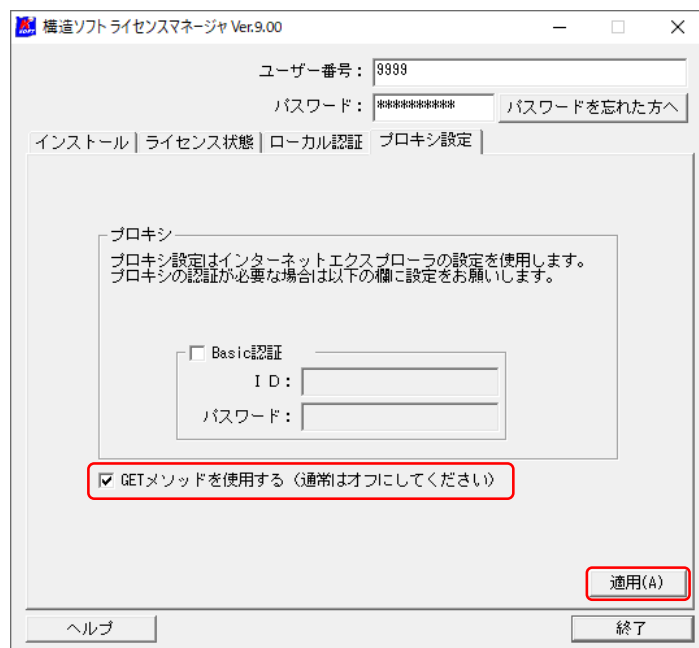 構造ソフトライセンスマネージャ Ver.9.00
ユーザー番号： 9999
パスワード： ********** パスワードを忘れた方へ
インストール ライセンス状態 ローカル認証 プロキシ設定
プロキシ
プロキシ設定はインターネットエクスプローラの設定を使用します。
プロキシの認証が必要な場合は以下の欄に設定をお願いします。
Basic認証
ＩＤ：
パスワード：
GETメソッドを使用する（通常はオフにしてください）
適用(A)
ヘルプ 終了